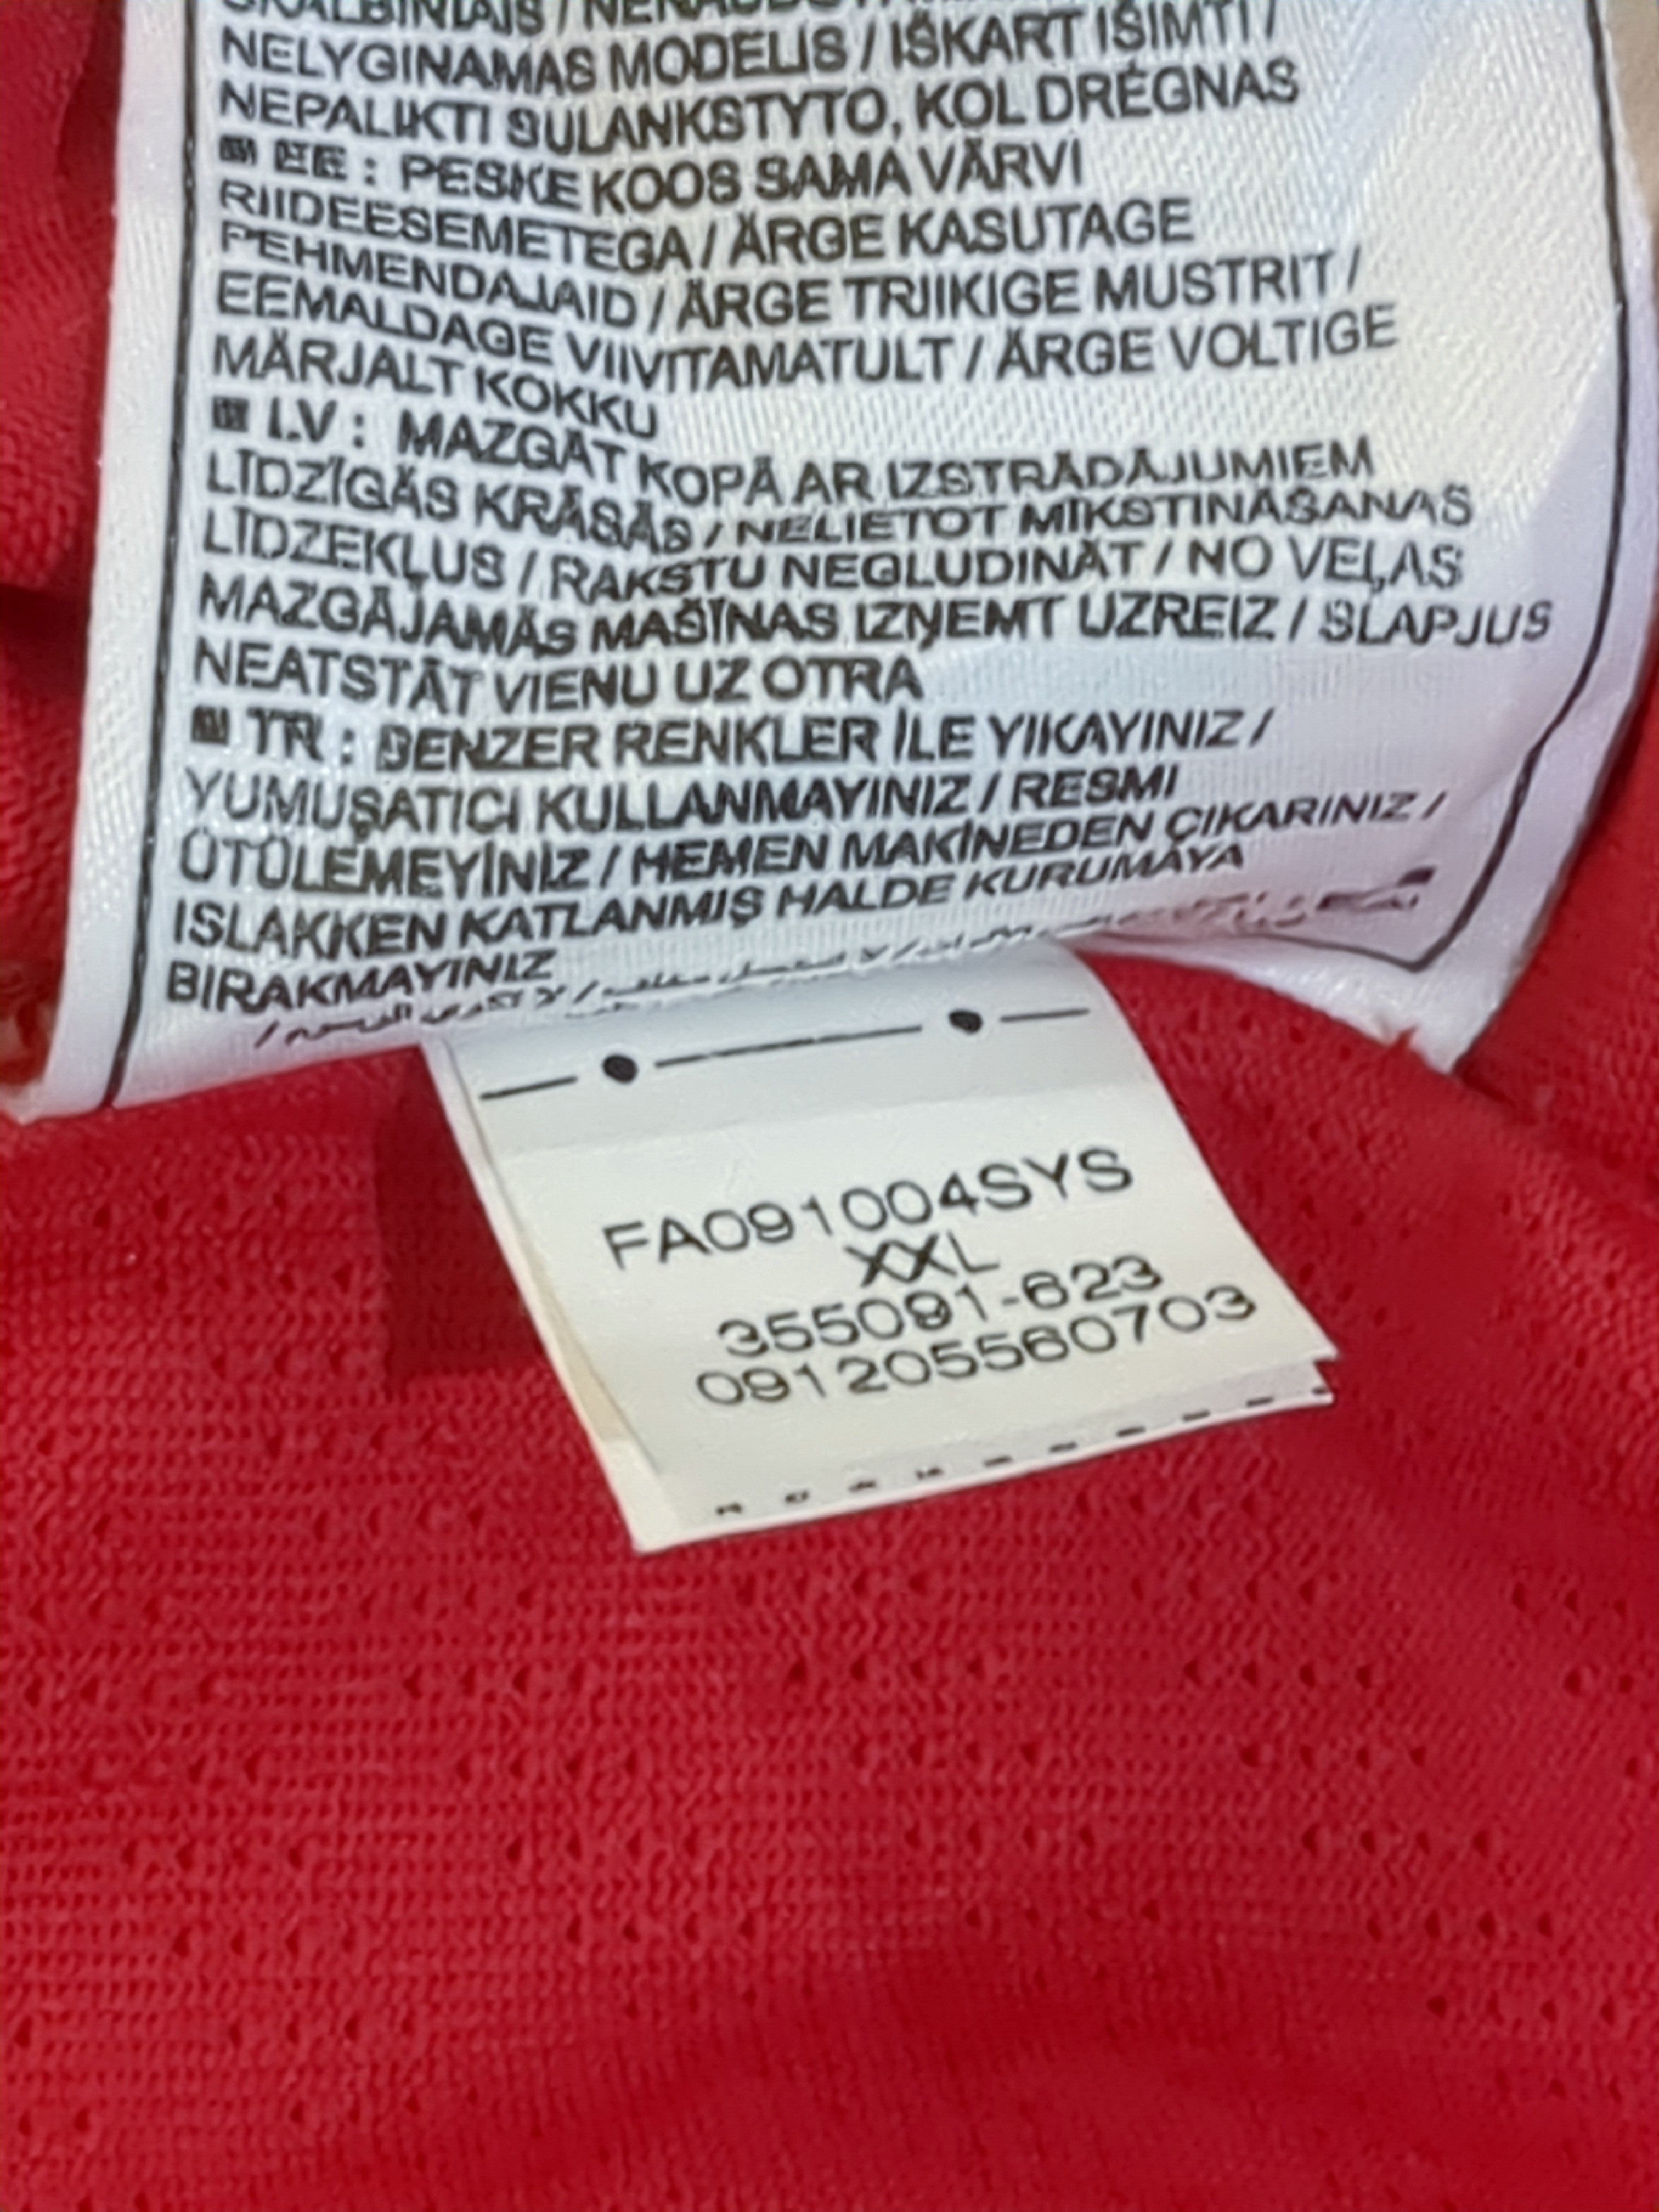 NELYGINAMAS MODELIS / IŠKART IŠIMTI /
NEPALIKTI SULANKSTYTO, KOL DRĖGNAS
EE : PESKE KOOS SAMA VÄRVI
RIIDEESEMETEGA / ÄRGE KASUTAGE
PEHMENDAJAID / ÄRGE TRIIKIGE MUSTRIT /
EEMALDAGE VIIVITAMATULT / ÄRGE VOLTIGE
MÄRJALT KOKKU
LV : MAZGĀT KOPĀ AR IZSTRĀDĀJUMIEM
LĪDZĪGĀS KRĀSĀS / NELIETOT MĪKSTINĀŠANAS
LĪDZEKĻUS / RAKSTU NEGLUDINĀT / NO VEĻAS
MAZGĀJAMĀS MAŠĪNAS IZŅEMT UZREIZ / SLAPJUS
NEATSTĀT VIENU UZ OTRA
TR : BENZER RENKLER İLE YIKAYINIZ /
YUMUŞATICI KULLANMAYINIZ / RESMI
ÜTÜLEMEYİNİZ / HEMEN MAKİNEDEN ÇIKARINIZ /
ISLAKKEN KATLANMIŞ HALDE KURUMAYA
BIRAKMAYINIZ
FA091004SYS
XXL
355091-623
091205560703